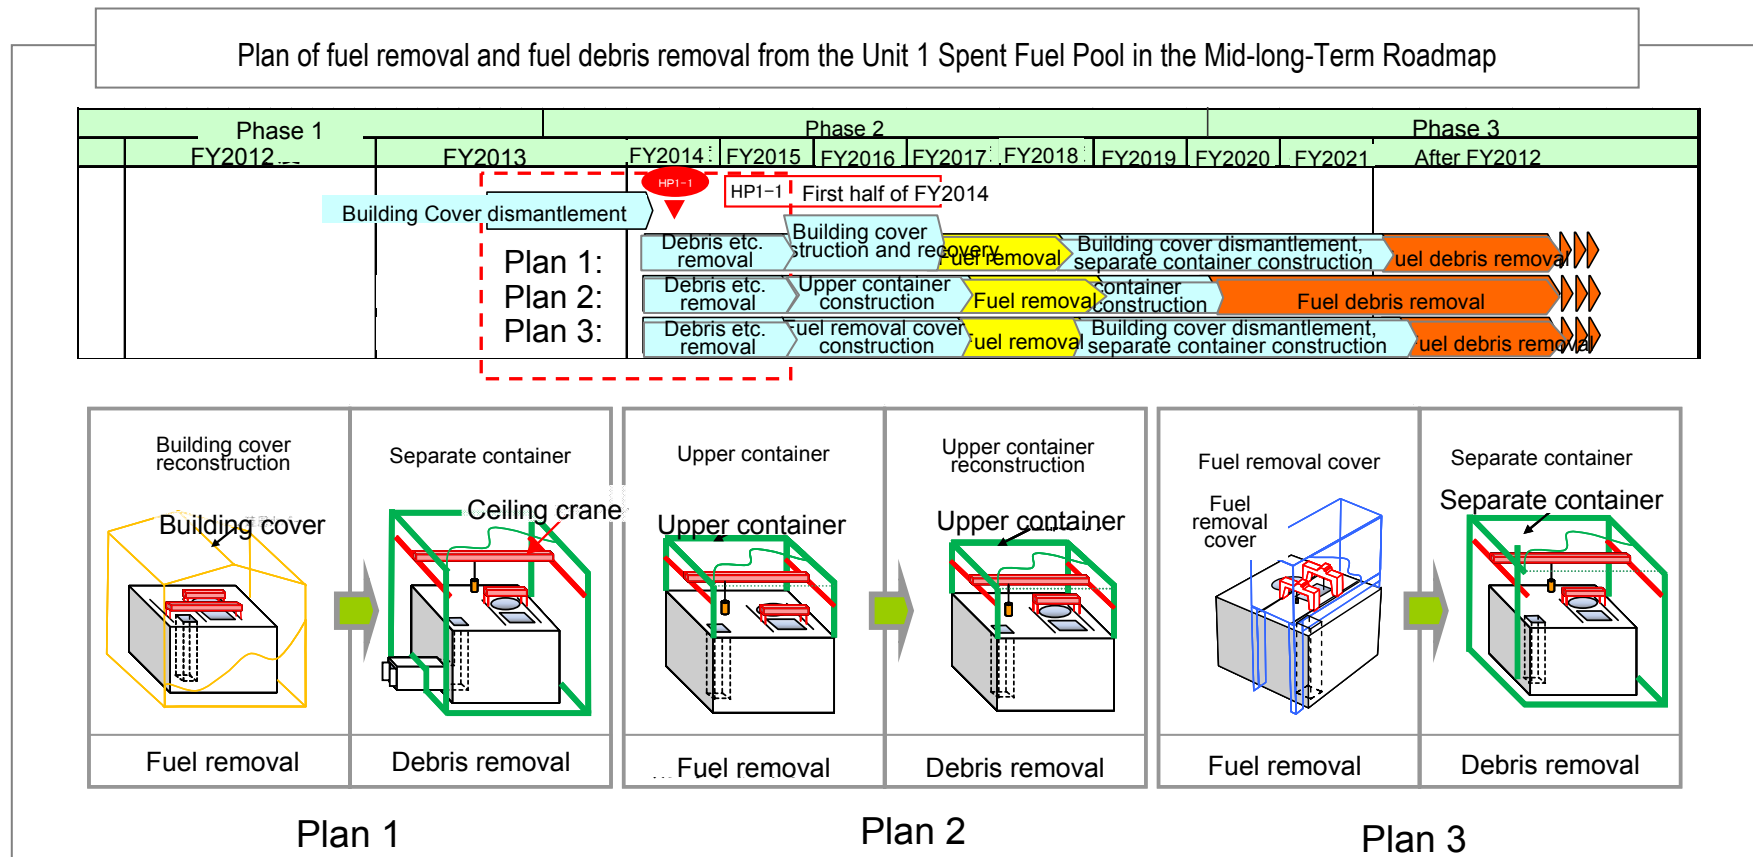 Plan of fuel removal and fuel debris removal from the Unit 1 Spent Fuel Pool in the Mid-long-Term Roadmap
Phase 1 Phase 2 Phase 3
FY2012 FY2013 FY2014 FY2015 FY2016 FY2017 FY2018 FY2019 FY2020 FY2021 After FY2012
HP1-1
HP1-1 First half of FY2014
Building Cover dismantlement
Plan 1:
Debris etc.
removal
Building cover
struction and recovery
Fuel removal
Building cover dismantlement,
separate container construction
uel debris removal
Plan 2:
Debris etc.
removal
Upper container
construction
Fuel removal
container
construction
Fuel debris removal
Plan 3:
Debris etc.
removal
Fuel removal cover
construction
Fuel removal
Building cover dismantlement,
separate container construction
uel debris removal
Building cover
reconstruction
Building cover
Fuel removal
Separate container
Ceiling crane
Debris removal
Plan 1
Upper container
Upper container
Fuel removal
Upper container
reconstruction
Upper container
Debris removal
Plan 2
Fuel removal cover
Fuel
removal
cover
Fuel removal
Separate container
Separate container
Debris removal
Plan 3